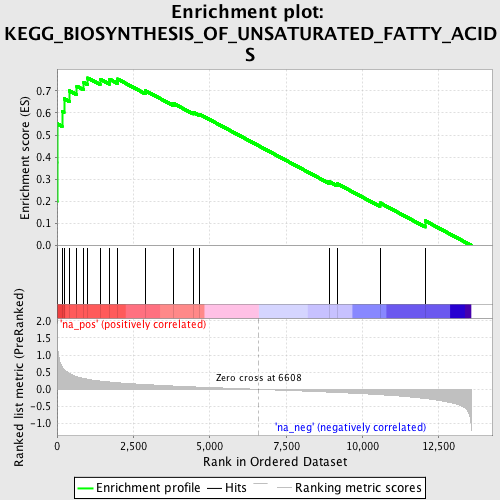 Enrichment plot:
KEGG_BIOSYNTHESIS_OF_UNSATURATED_FATTY_ACID
S
Enrichment score (ES)
0.7
0.6
0.5
0.4
0.3
0.2
0.1
0.0
'na_pos' (positively correlated)
Ranked list metric (PreRanked)
2.0
1.5
1.0
0.5
0.0
-0.5
-1.0
Zero cross at 6608
'na_neg' (negatively correlated)
0
2,500
5,000
7,500
10,000
12,500
Rank in Ordered Dataset
Enrichment profile
Hits
Ranking metric scores